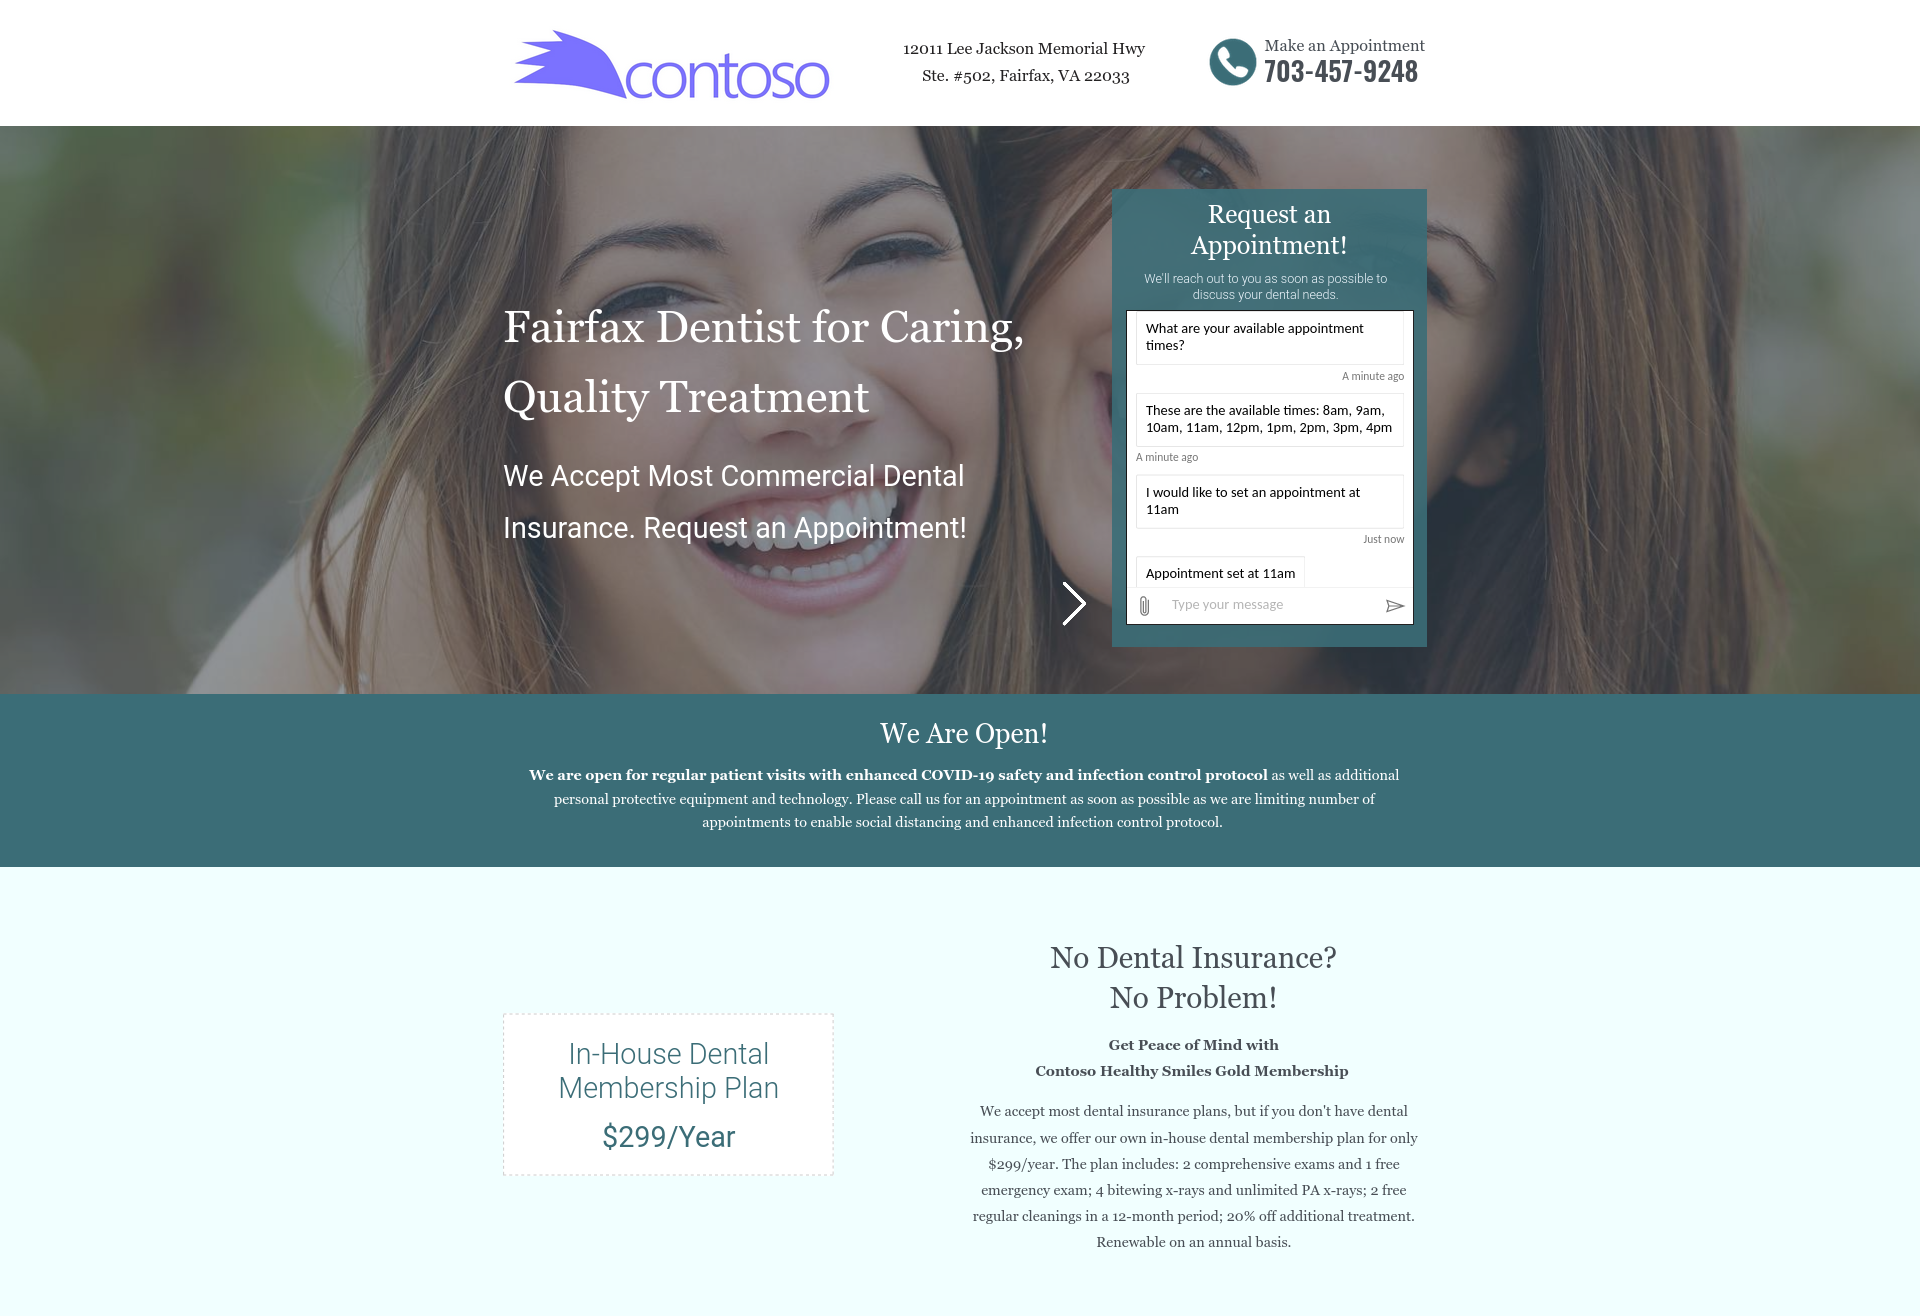 contoso
12011 Lee Jackson Memorial Hwy
Ste. #502, Fairfax, VA 22033
Make an Appointment
703-457-9248
Fairfax Dentist for Caring,
Quality Treatment
We Accept Most Commercial Dental
Insurance. Request an Appointment!
Request an
Appointment!
We'll reach out to you as soon as possible to
discuss your dental needs.
What are your available appointment
times?
A minute ago
These are the available times: 8am, 9am,
10am, 11am, 12pm, 1pm, 2pm, 3pm, 4pm
A minute ago
I would like to set an appointment at
11am
Just now
Appointment set at 11am
Type your message
We Are Open!
We are open for regular patient visits with enhanced COVID-19 safety and infection control protocol as well as additional
personal protective equipment and technology. Please call us for an appointment as soon as possible as we are limiting number of
appointments to enable social distancing and enhanced infection control protocol.
In-House Dental
Membership Plan
$299/Year
No Dental Insurance?
No Problem!
Get Peace of Mind with
Contoso Healthy Smiles Gold Membership
We accept most dental insurance plans, but if you don't have dental
insurance, we offer our own in-house dental membership plan for only
$299/year. The plan includes: 2 comprehensive exams and 1 free
emergency exam; 4 bitewing x-rays and unlimited PA x-rays; 2 free
regular cleanings in a 12-month period; 20% off additional treatment.
Renewable on an annual basis.